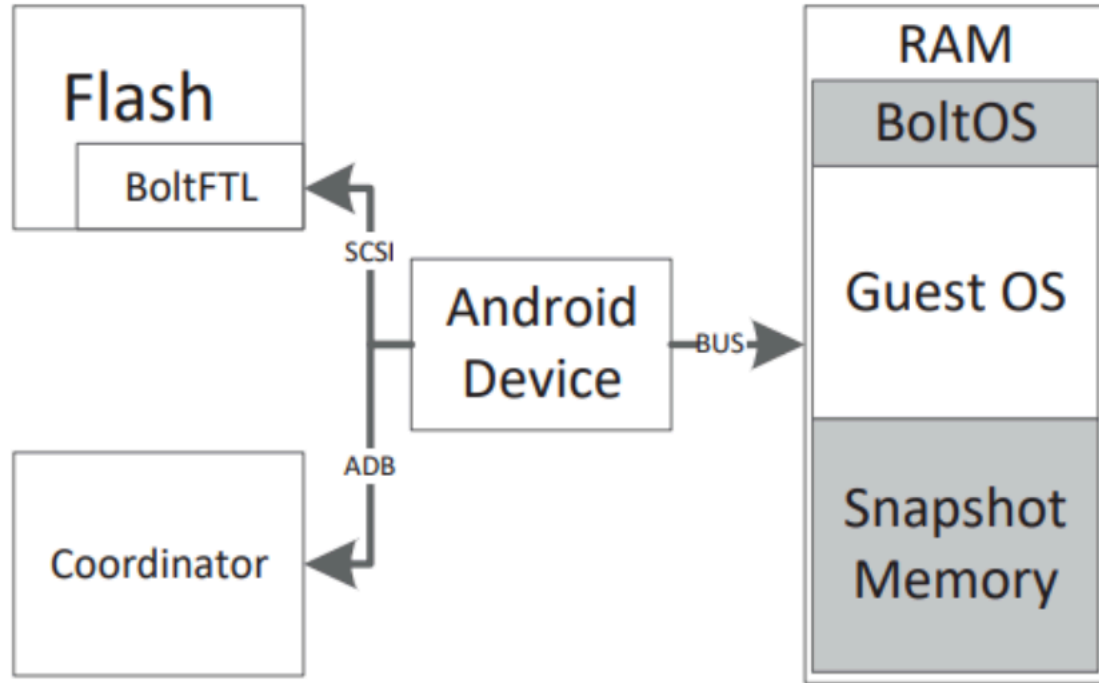 Flash
BoltFTL
SCSI
Android
Device
ADB
Coordinator
BUS
RAM
BoltOS
Guest OS
Snapshot
Memory